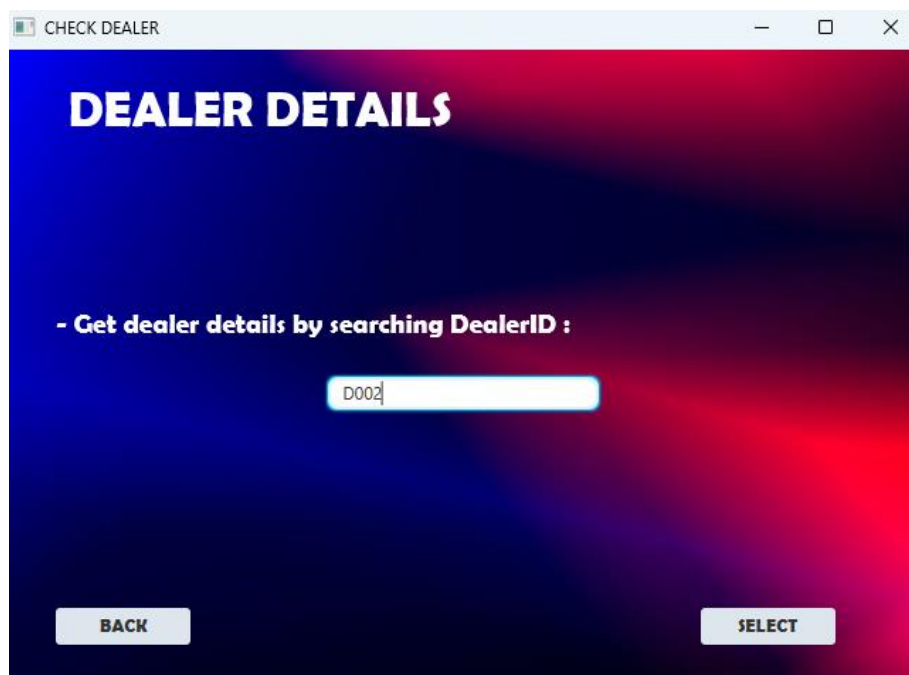 CHECK DEALER
DEALER DETAILS
- Get dealer details by searching DealerID :
D002
BACK
SELECT